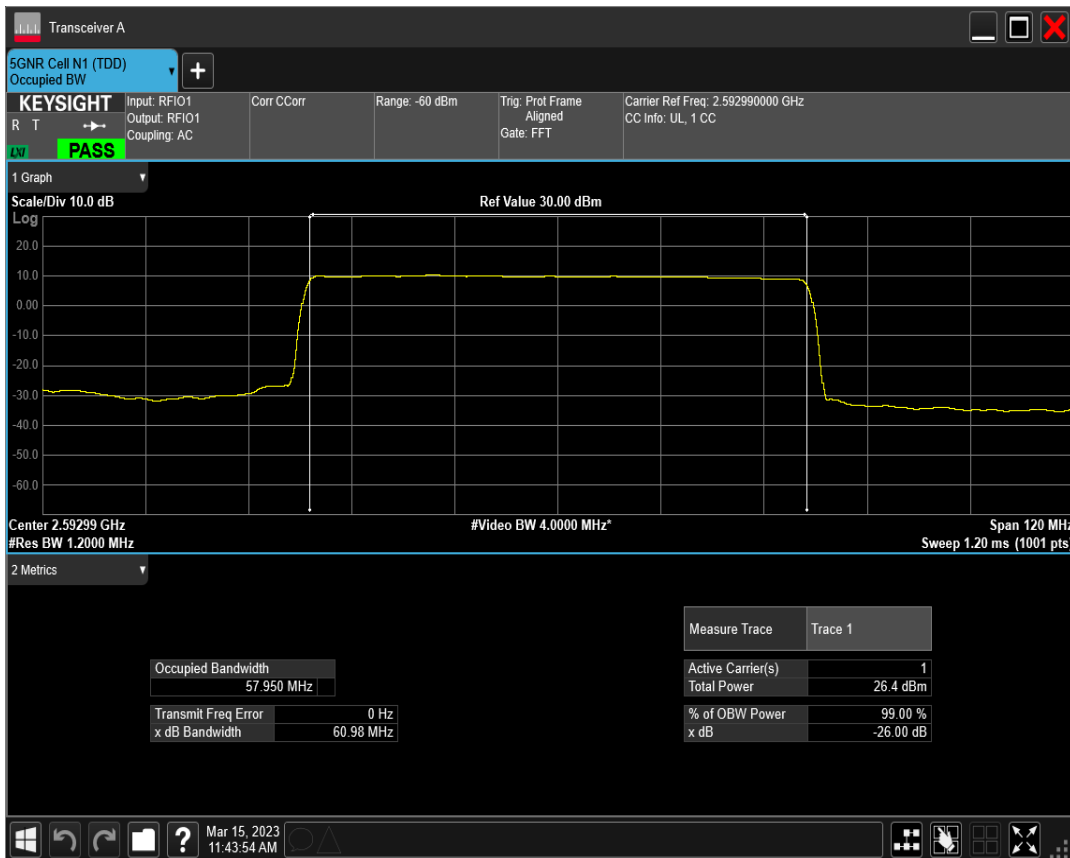 Transceiver A
5GNR Cell N1 (TDD)
Occupied BW
+
KEYSIGHT
R T
LXI
PASS
Input: RFIO1
Output: RFIO1
Coupling: AC
Corr CCorr
Range: -60 dBm
Trig: Prot Frame
Aligned
Gate: FFT
Carrier Ref Freq: 2.592990000 GHz
CC Info: UL, 1 CC
1 Graph
Scale/Div 10.0 dB
Ref Value 30.00 dBm
Log
20.0
10.0
0.00
-10.0
-20.0
-30.0
-40.0
-50.0
-60.0
Center 2.59299 GHz
#Video BW 4.0000 MHz*
Span 120 MHz
#Res BW 1.2000 MHz
Sweep 1.20 ms (1001 pts)
2 Metrics
Measure Trace Trace 1
Occupied Bandwidth
57.950 MHz
Active Carrier(s) 1
Total Power 26.4 dBm
Transmit Freq Error 0 Hz
x dB Bandwidth 60.98 MHz
% of OBW Power 99.00 %
x dB -26.00 dB
?
Mar 15, 2023
11:43:54 AM